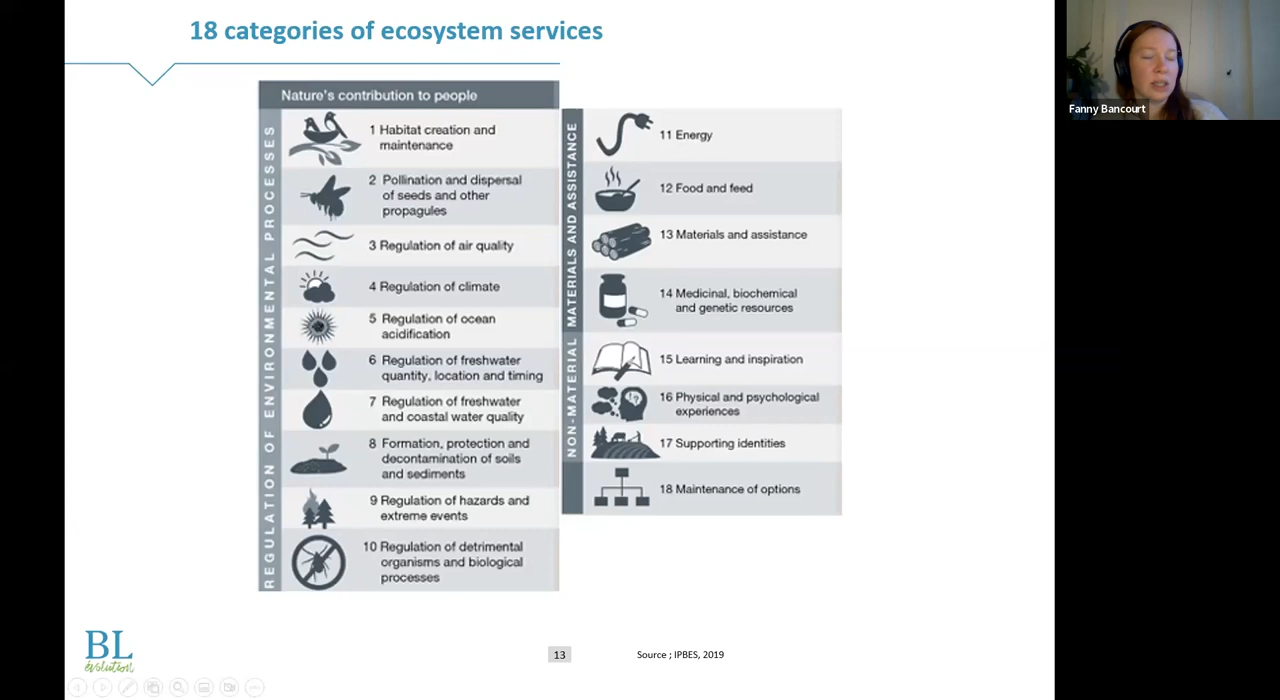 18 categories of ecosystem services
Nature's contribution to people
REGULATION OF ENVIRONMENTAL PROCESSES
1 Habitat creation and
maintenance
2 Pollination and dispersal
of seeds and other
propagules
3 Regulation of air quality
4 Regulation of climate
5 Regulation of ocean
acidification
6 Regulation of freshwater
quantity, location and timing
7 Regulation of freshwater
and coastal water quality
8 Formation, protection and
decontamination of soils
and sediments
9 Regulation of hazards and
extreme events
10 Regulation of detrimental
organisms and biological
processes
MATERIALS AND ASSISTANCE
11 Energy
12 Food and feed
13 Materials and assistance
14 Medicinal, biochemical
and genetic resources
NON-MATERIAL
15 Learning and inspiration
16 Physical and psychological
experiences
17 Supporting identities
18 Maintenance of options
BL
évolution
13
Source ; IPBES, 2019
Fanny Bancourt